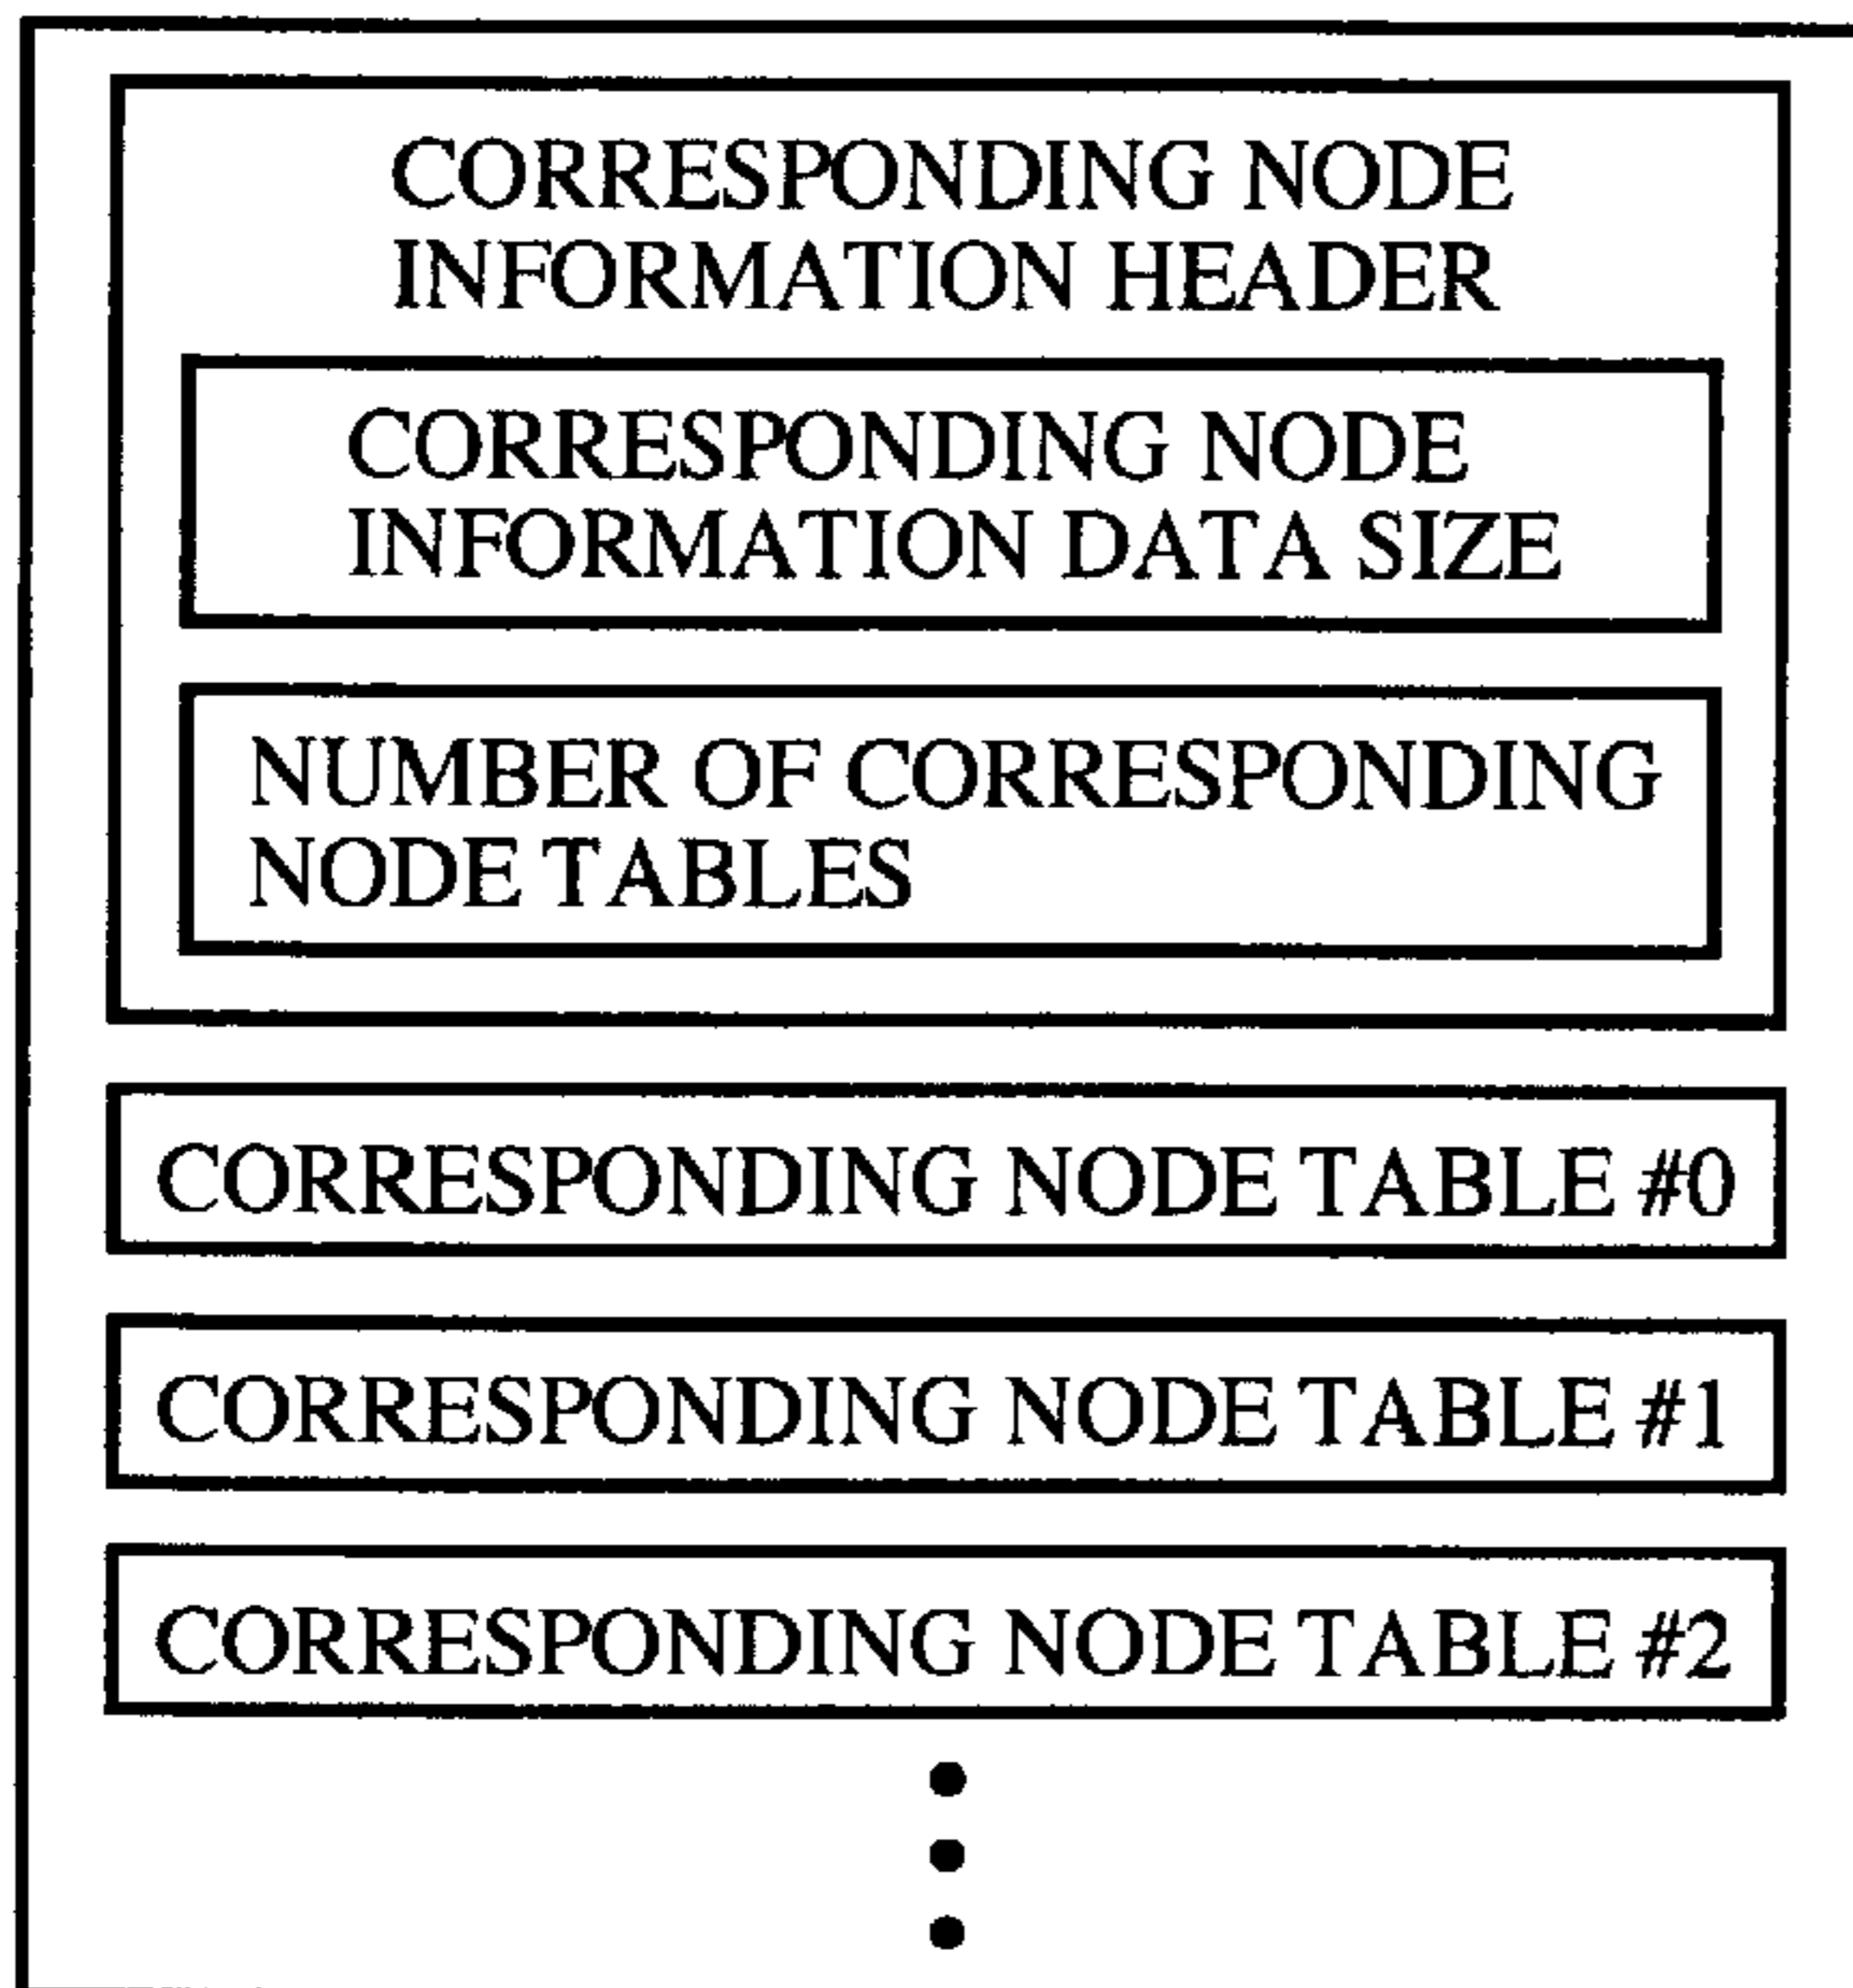 CORRESPONDING NODE
INFORMATION HEADER
CORRESPONDING NODE
INFORMATION DATA SIZE
NUMBER OF CORRESPONDING
NODE TABLES
CORRESPONDING NODE TABLE #0
CORRESPONDING NODE TABLE #1
CORRESPONDING NODE TABLE #2